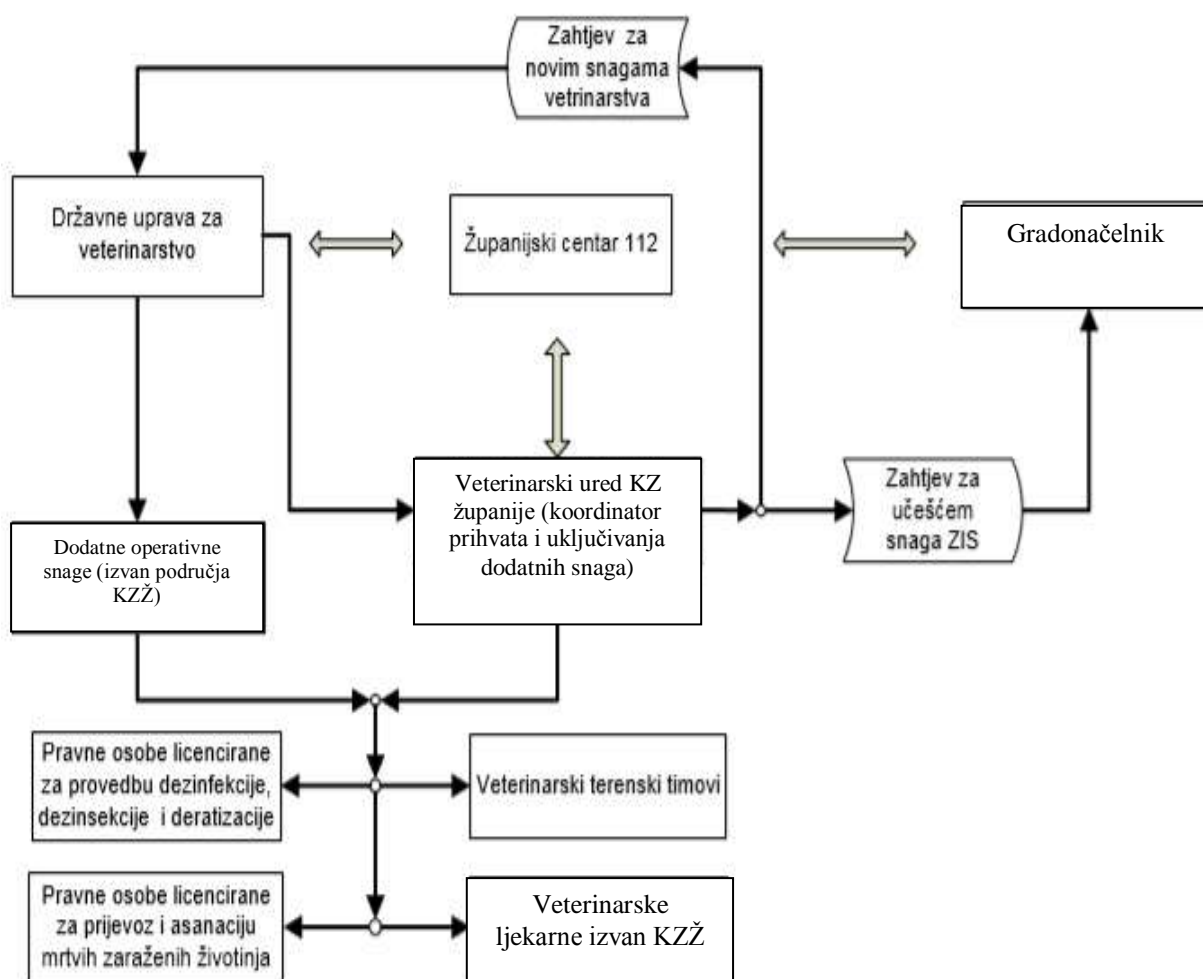 Zahtjev za
novim snagama
vetrinarstva
Državne uprava za
veterinarstvo
Županijski centar 112
Gradonačelnik
Veterinarski ured KZ
županije (koordinator
prihvata i uključivanja
dodatnih snaga)
Zahtjev za
učešćem
snaga ZIS
Dodatne operativne
snage (izvan područja
KZŽ)
Pravne osobe licencirane
za provedbu dezinfekcije,
dezinsekcije i deratizacije
Veterinarski terenski timovi
Pravne osobe licencirane
za prijevoz i asanaciju
mrtvih zaraženih životinja
Veterinarske
ljekarne izvan KZŽ